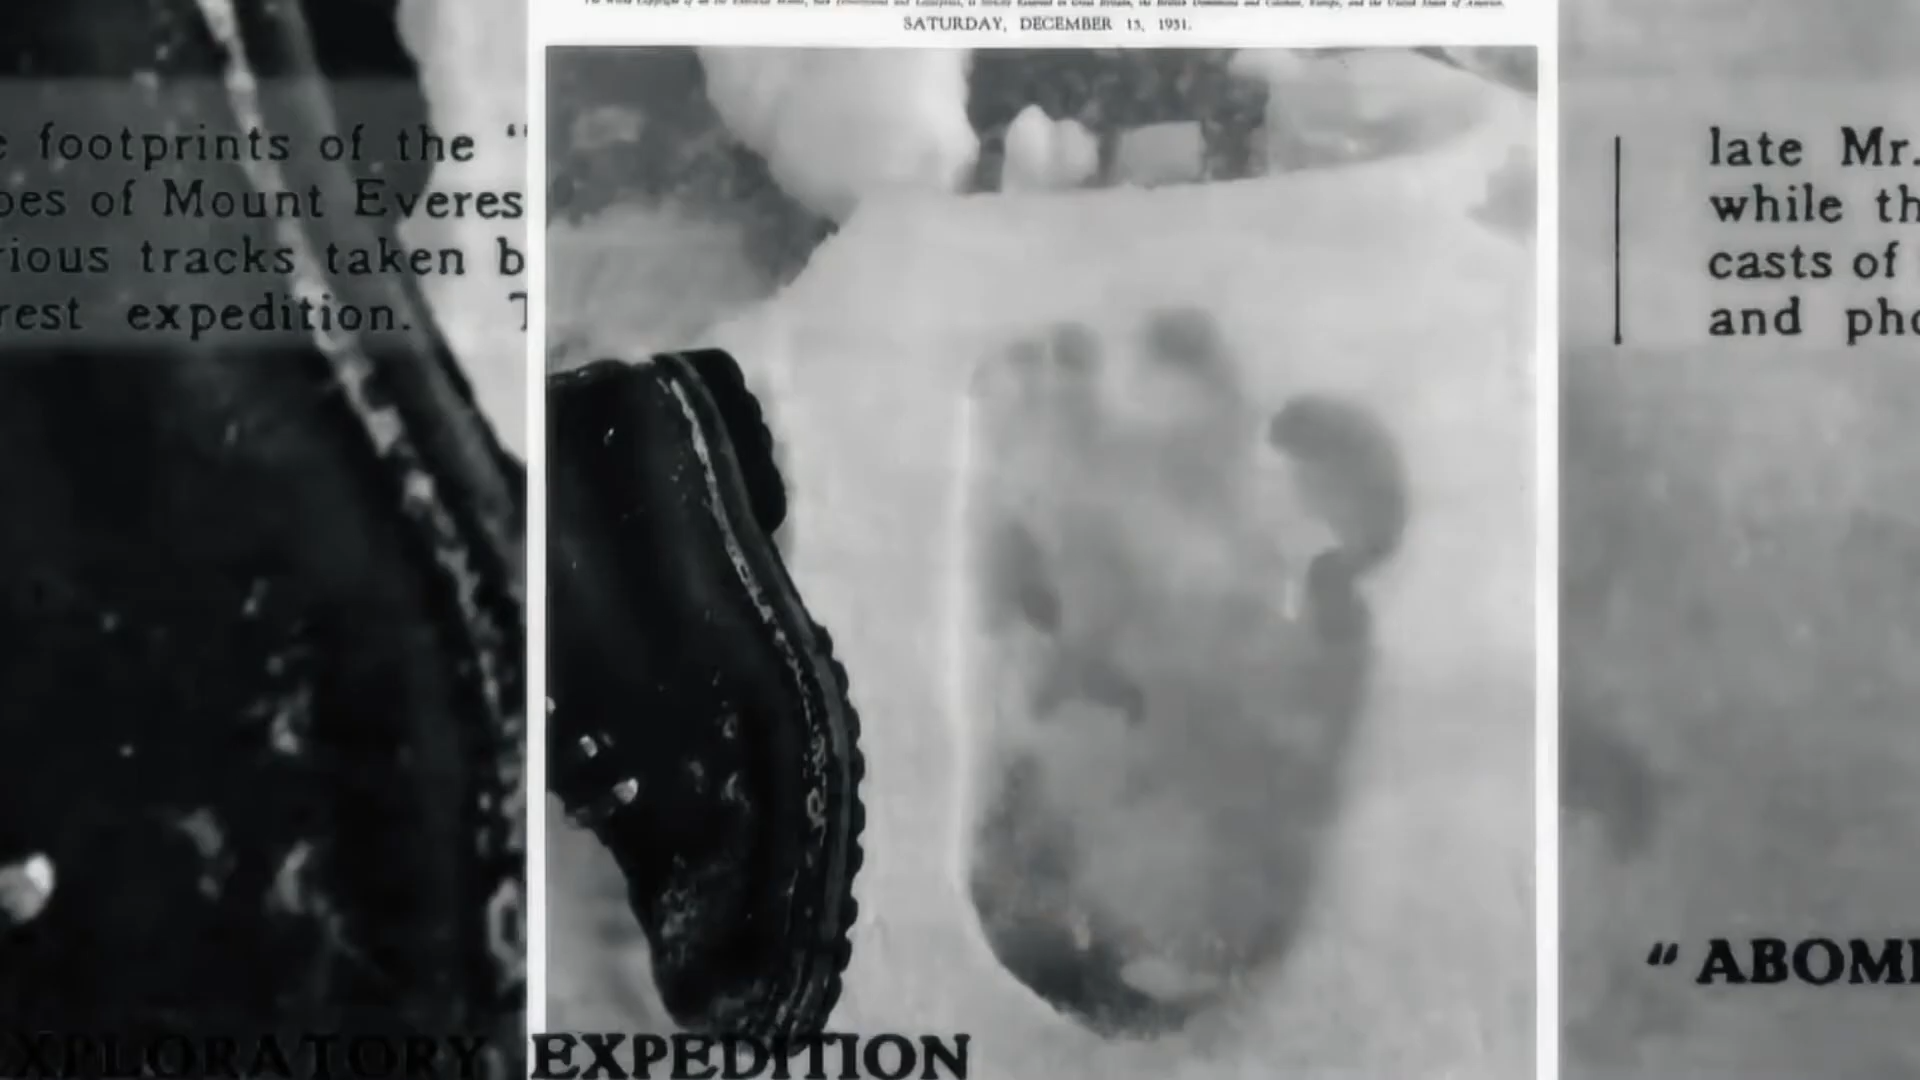 SATURDAY, DECEMBER 15, 1951.
footprints of the "
pes of Mount Everes
rious tracks taken b
rest expedition. T
late Mr.
while th
casts of
and pho
" ABOMI
XPLORATORY EXPEDITION